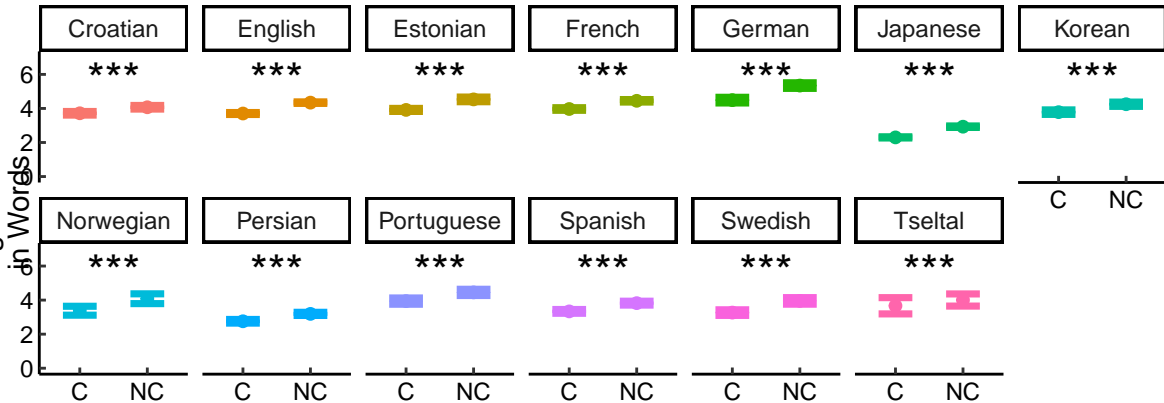 Croatian English Estonian French German Japanese Korean
*** *** *** *** *** *** ***
6
4
2
0
C NC
in Words
Norwegian Persian Portuguese Spanish Swedish Tseltal
*** *** *** *** *** ***
6
4
2
0
C NC C NC C NC C NC C NC C NC